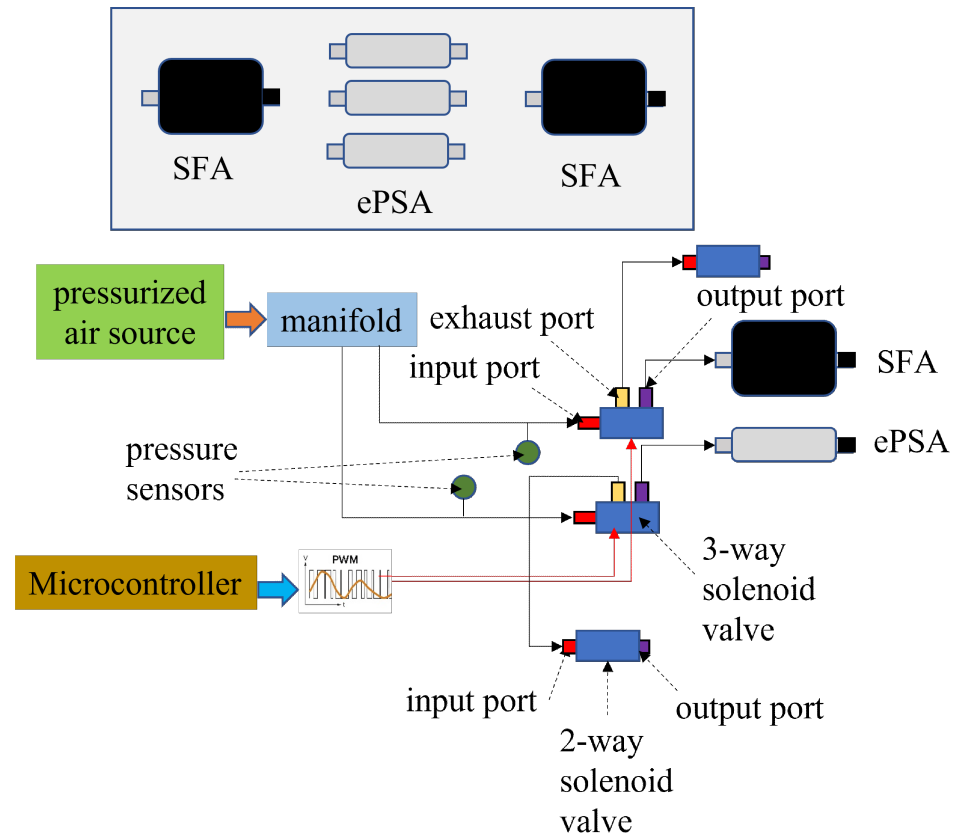 SFA
ePSA
SFA
pressurized
air source
manifold
exhaust port
output port
input port
SFA
ePSA
pressure
sensors
3-way
solenoid
valve
Microcontroller
PWM
V
t
input port
output port
2-way
solenoid
valve